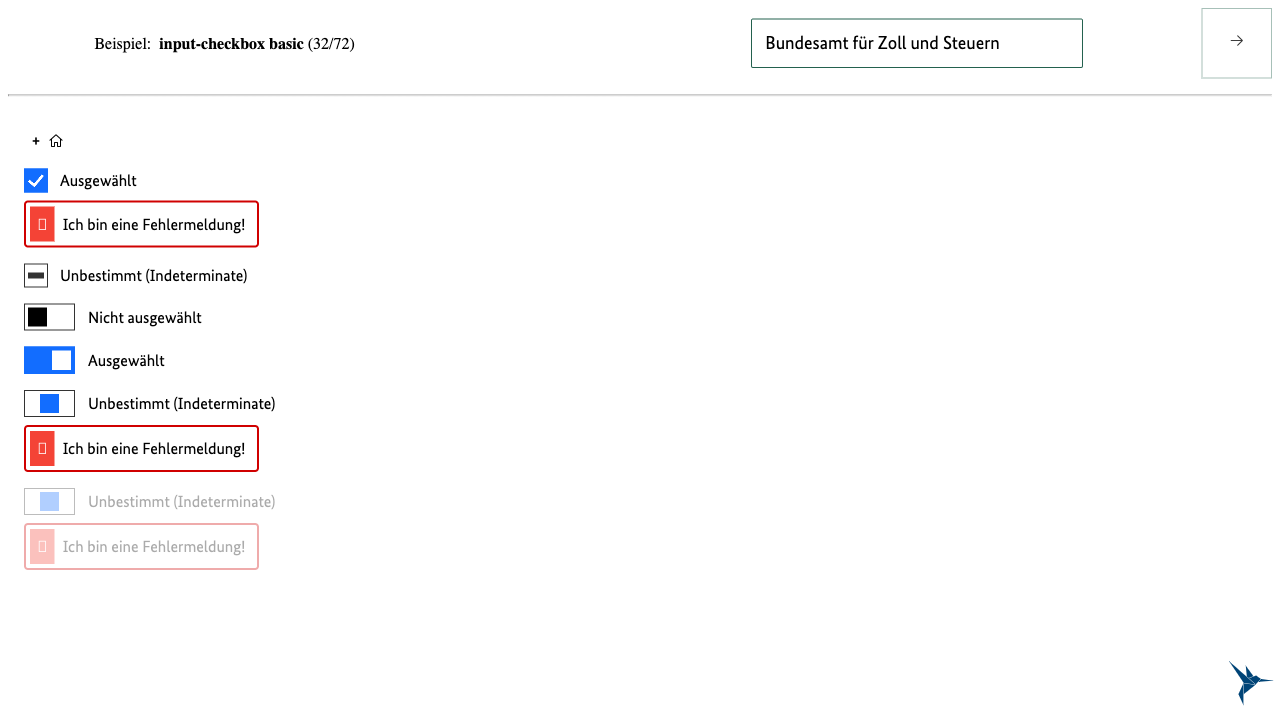 Beispiel: input-checkbox basic (32/72)
Bundesamt für Zoll und Steuern
Ausgewählt
Ich bin eine Fehlermeldung!
Unbestimmt (Indeterminate)
Nicht ausgewählt
Ausgewählt
Unbestimmt (Indeterminate)
Ich bin eine Fehlermeldung!
Unbestimmt (Indeterminate)
Ich bin eine Fehlermeldung!